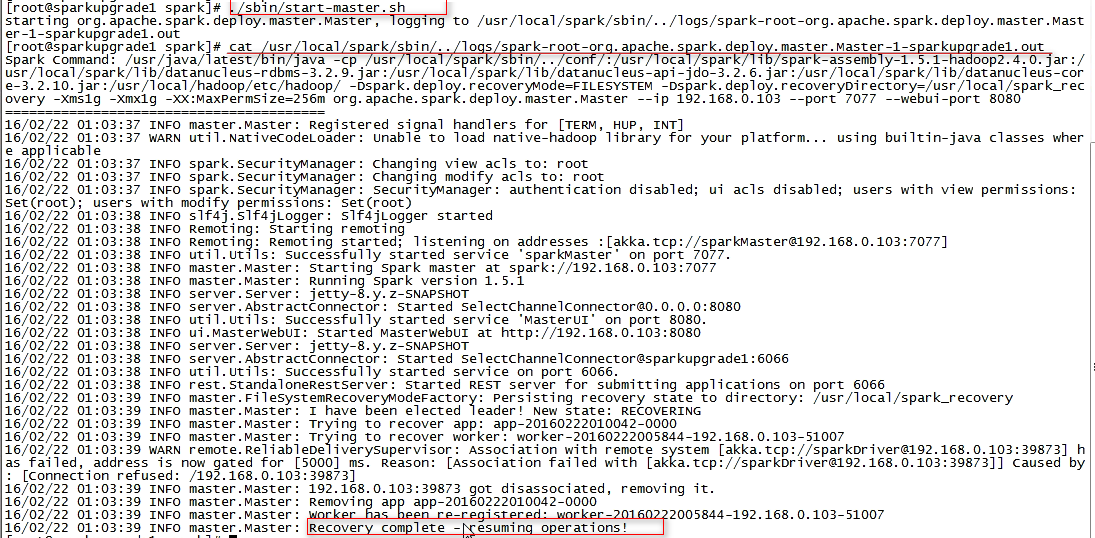 [root@sparkupgrade1 spark]# ./sbin/start-master.sh
starting org.apache.spark.deploy.master.Master, logging to /usr/local/spark/sbin/../logs/spark-root-org.apache.spark.deploy.master.Mast
er-1-sparkupgrade1.out
[root@sparkupgrade1 spark]# cat /usr/local/spark/sbin/../logs/spark-root-org.apache.spark.deploy.master.Master-1-sparkupgrade1.out
Spark Command: /usr/java/latest/bin/java -cp /usr/local/spark/sbin/../conf/:/usr/local/spark/lib/spark-assembly-1.5.1-hadoop2.4.0.jar:/
usr/local/spark/lib/datanucleus-rdbms-3.2.9.jar:/usr/local/spark/lib/datanucleus-api-jdo-3.2.6.jar:/usr/local/spark/lib/datanucleus-cor
e-3.2.10.jar:/usr/local/hadoop/etc/hadoop/ -Dspark.deploy.recoveryMode=FILESYSTEM -Dspark.deploy.recoveryDirectory=/usr/local/spark_rec
overy -Xms1g -Xmx1g -XX:MaxPermSize=256m org.apache.spark.deploy.master.Master --ip 192.168.0.103 --port 7077 --webui-port 8080
========================================
16/02/22 01:03:37 INFO master.Master: Registered signal handlers for [TERM, HUP, INT]
16/02/22 01:03:37 WARN util.NativeCodeLoader: Unable to load native-hadoop library for your platform... using builtin-java classes wher
e applicable
16/02/22 01:03:37 INFO spark.SecurityManager: Changing view acls to: root
16/02/22 01:03:37 INFO spark.SecurityManager: Changing modify acls to: root
16/02/22 01:03:37 INFO spark.SecurityManager: SecurityManager: authentication disabled; ui acls disabled; users with view permissions:
Set(root); users with modify permissions: Set(root)
16/02/22 01:03:38 INFO slf4j.Slf4jLogger: Slf4jLogger started
16/02/22 01:03:38 INFO Remoting: Starting remoting
16/02/22 01:03:38 INFO Remoting: Remoting started; listening on addresses :[akka.tcp://sparkMaster@192.168.0.103:7077]
16/02/22 01:03:38 INFO util.Utils: Successfully started service 'sparkMaster' on port 7077.
16/02/22 01:03:38 INFO master.Master: Starting Spark master at spark://192.168.0.103:7077
16/02/22 01:03:38 INFO master.Master: Running Spark version 1.5.1
16/02/22 01:03:38 INFO server.Server: jetty-8.y.z-SNAPSHOT
16/02/22 01:03:38 INFO server.AbstractConnector: Started SelectChannelConnector@0.0.0.0:8080
16/02/22 01:03:38 INFO util.Utils: Successfully started service 'MasterUI' on port 8080.
16/02/22 01:03:38 INFO ui.MasterWebUI: Started MasterWebUI at http://192.168.0.103:8080
16/02/22 01:03:38 INFO server.Server: jetty-8.y.z-SNAPSHOT
16/02/22 01:03:38 INFO server.AbstractConnector: Started SelectChannelConnector@sparkupgrade1:6066
16/02/22 01:03:38 INFO util.Utils: Successfully started service on port 6066.
16/02/22 01:03:38 INFO rest.StandaloneRestServer: Started REST server for submitting applications on port 6066
16/02/22 01:03:39 INFO master.FileSystemRecoveryModeFactory: Persisting recovery state to directory: /usr/local/spark_recovery
16/02/22 01:03:39 INFO master.Master: I have been elected leader! New state: RECOVERING
16/02/22 01:03:39 INFO master.Master: Trying to recover app: app-20160222010042-0000
16/02/22 01:03:39 INFO master.Master: Trying to recover worker: worker-20160222005844-192.168.0.103-51007
16/02/22 01:03:39 WARN remote.ReliableDeliverySupervisor: Association with remote system [akka.tcp://sparkDriver@192.168.0.103:39873] h
as failed, address is now gated for [5000] ms. Reason: [Association failed with [akka.tcp://sparkDriver@192.168.0.103:39873]] Caused by
: [Connection refused: /192.168.0.103:39873]
16/02/22 01:03:39 INFO master.Master: 192.168.0.103:39873 got disassociated, removing it.
16/02/22 01:03:39 INFO master.Master: Removing app app-20160222010042-0000
16/02/22 01:03:39 INFO master.Master: Worker has been re-registered: worker-20160222005844-192.168.0.103-51007
16/02/22 01:03:39 INFO master.Master: Recovery complete - resuming operations!